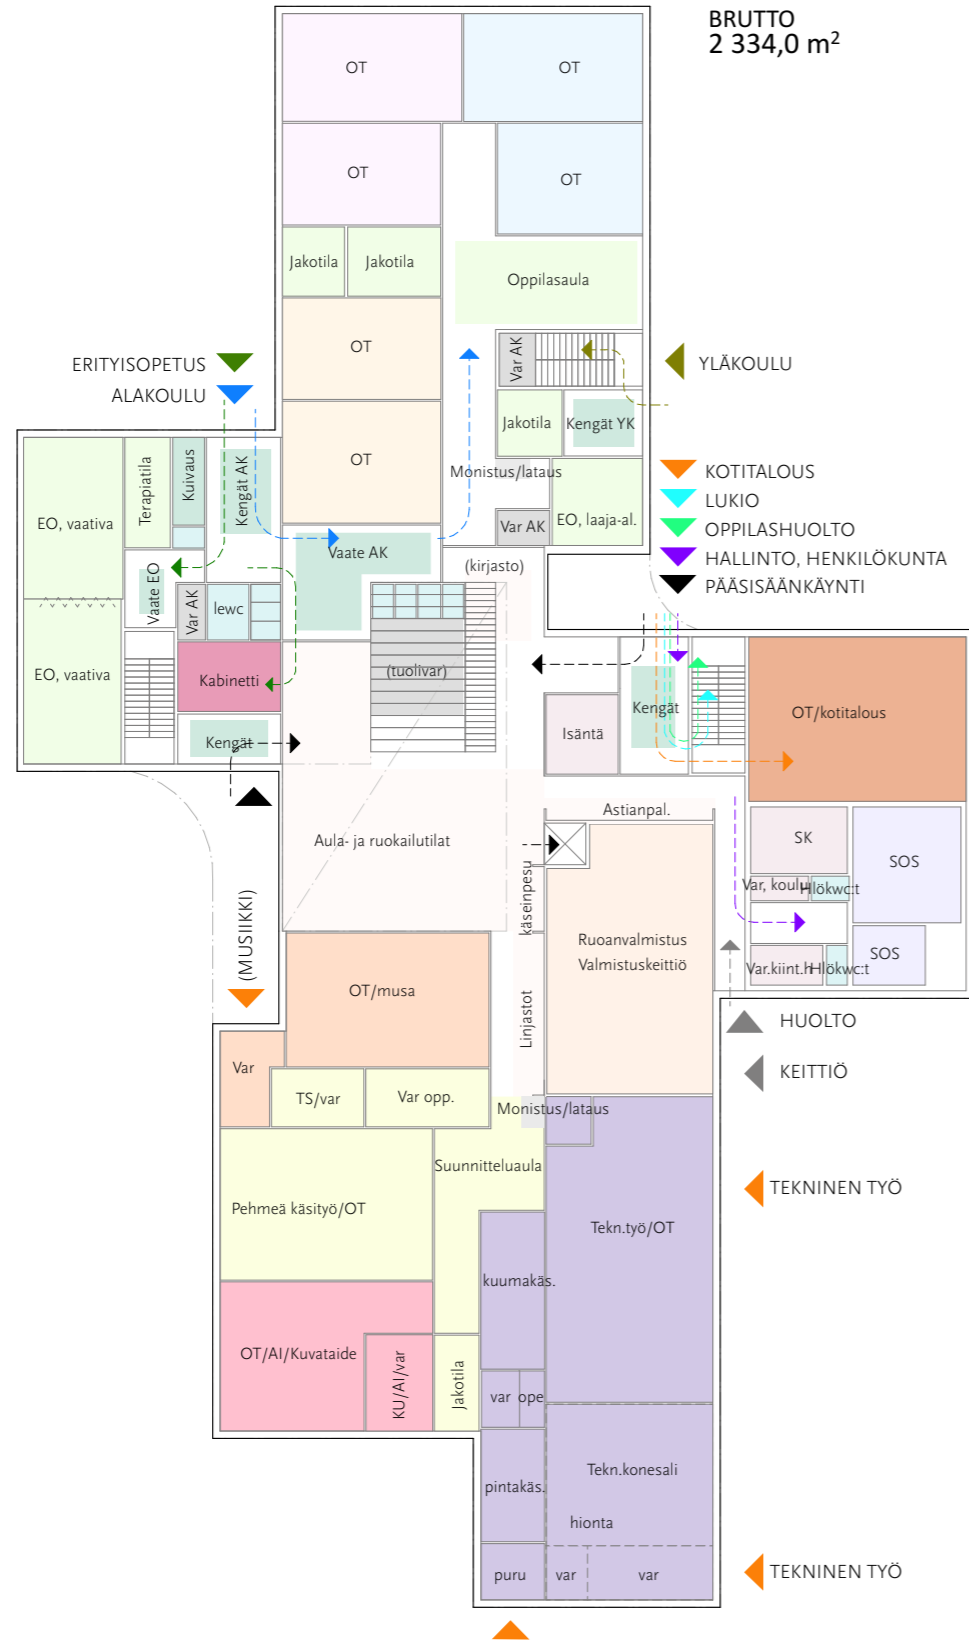 BRUTTO
2 334,0 m²
OT
OT
OT
OT
Jakotila
Jakotila
Oppilasaula
OT
Var AK
ERITYISOPETUS
ALAKOULU
YLÄKOULU
Jakotila
Kengät YK
OT
Monistus/lataus
EO, vaativa
Terapiatila
Kuivaus
Kengät AK
Var AK
EO, laaja-al.
KOTITALOUS
LUKIO
OPPILASHUOLTO
HALLINTO, HENKILÖKUNTA
PÄÄSISÄÄNKÄYNTI
Vaate AK
(kirjasto)
Vaate EO
Var AK
lewc
EO, vaativa
Kabinetti
(tuolivar)
Kengät
Kengät
Isäntä
OT/kotitalous
Astianpal.
Aula- ja ruokailutilat
SK
SOS
Var, koulu
Hlökwc:t
käseinpesu
Ruoanvalmistus
Valmistuskeittiö
(MUSIIKKI)
SOS
Var.kiint.h
Hlökwc:t
OT/musa
Linjastot
HUOLTO
KEITTIÖ
Var
TS/var
Var opp.
Monistus/lataus
Suunnitteluaula
Pehmeä käsityö/OT
Tekn.työ/OT
TEKNINEN TYÖ
kuumakäs.
OT/AI/Kuvataide
KU/AI/var
Jakotila
var
ope
pintakäs.
Tekn.konesali
hionta
puru
var
var
TEKNINEN TYÖ